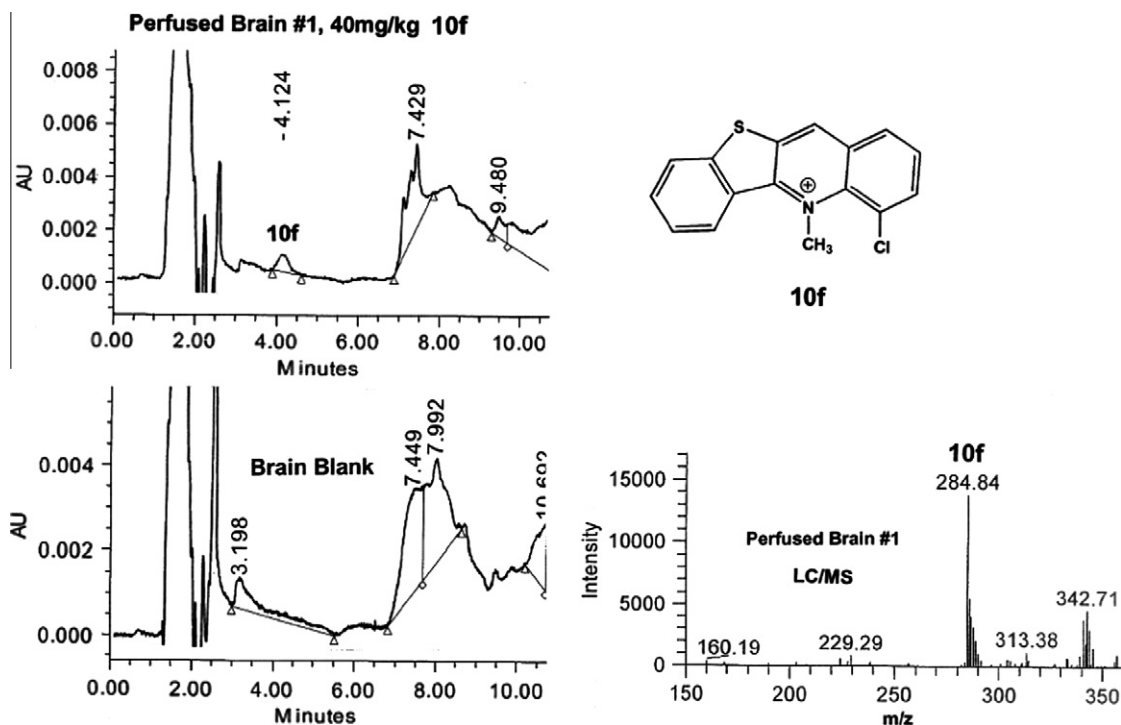 Perfused Brain #1, 40mg/kg 10f
0.008
0.006
0.004
0.002
0.000
AU
-4.124
7.429
9.480
10f
0.00 2.00 4.00 6.00 8.00 10.00
Minutes
S
N
+
CH3
Cl
10f
0.004
0.002
0.000
AU
Brain Blank
3.198
7.449
7.992
0.00 2.00 4.00 6.00 8.00 10.00
Minutes
10f
15000
10000
5000
0
Intensity
284.84
Perfused Brain #1
LC/MS
342.71
160.19
229.29
313.38
150 200 250 300 350
m/z